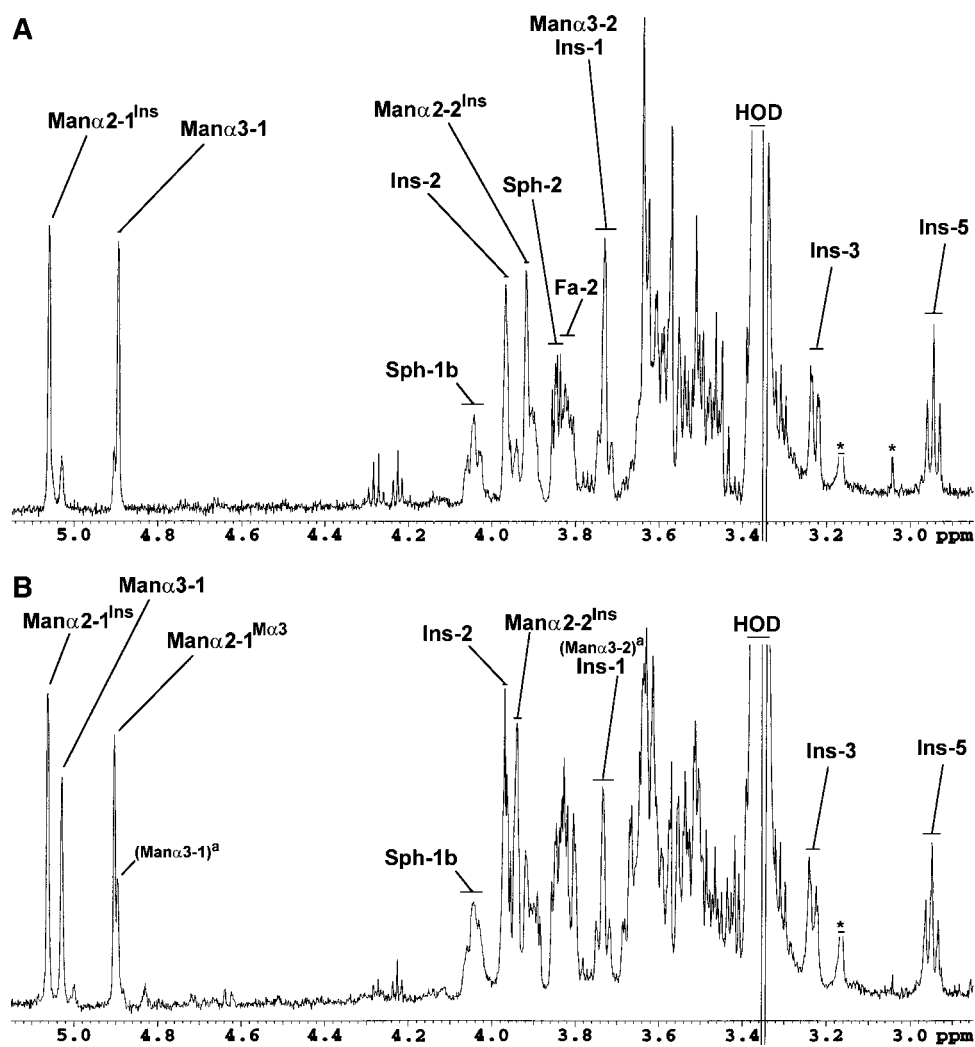 A
Manα3-2
Ins-1
HOD
Manα2-1Ins
Manα3-1
Manα2-2Ins
Ins-2
Sph-2
Fa-2
Sph-1b
Ins-3
Ins-5
*
*
5.0 4.8 4.6 4.4 4.2 4.0 3.8 3.6 3.4 3.2 3.0 ppm
B
Manα3-1
Manα2-1Ins
Manα2-1Mα3
(Manα3-1)a
Ins-2
Manα2-2Ins
(Manα3-2)a
Ins-1
HOD
Sph-1b
Ins-3
Ins-5
*
5.0 4.8 4.6 4.4 4.2 4.0 3.8 3.6 3.4 3.2 3.0 ppm